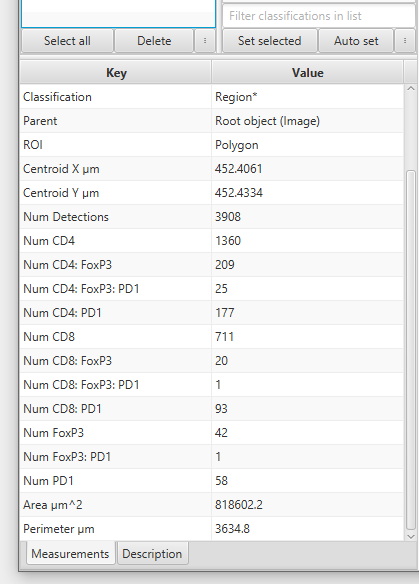 Filter classifications in list
Select all Delete ⋮ Set selected Auto set ⋮
Key Value
Classification Region*
Parent Root object (Image)
ROI Polygon
Centroid X µm 452.4061
Centroid Y µm 452.4334
Num Detections 3908
Num CD4 1360
Num CD4: FoxP3 209
Num CD4: FoxP3: PD1 25
Num CD4: PD1 177
Num CD8 711
Num CD8: FoxP3 20
Num CD8: FoxP3: PD1 1
Num CD8: PD1 93
Num FoxP3 42
Num FoxP3: PD1 1
Num PD1 58
Area µm^2 818602.2
Perimeter µm 3634.8
Measurements Description